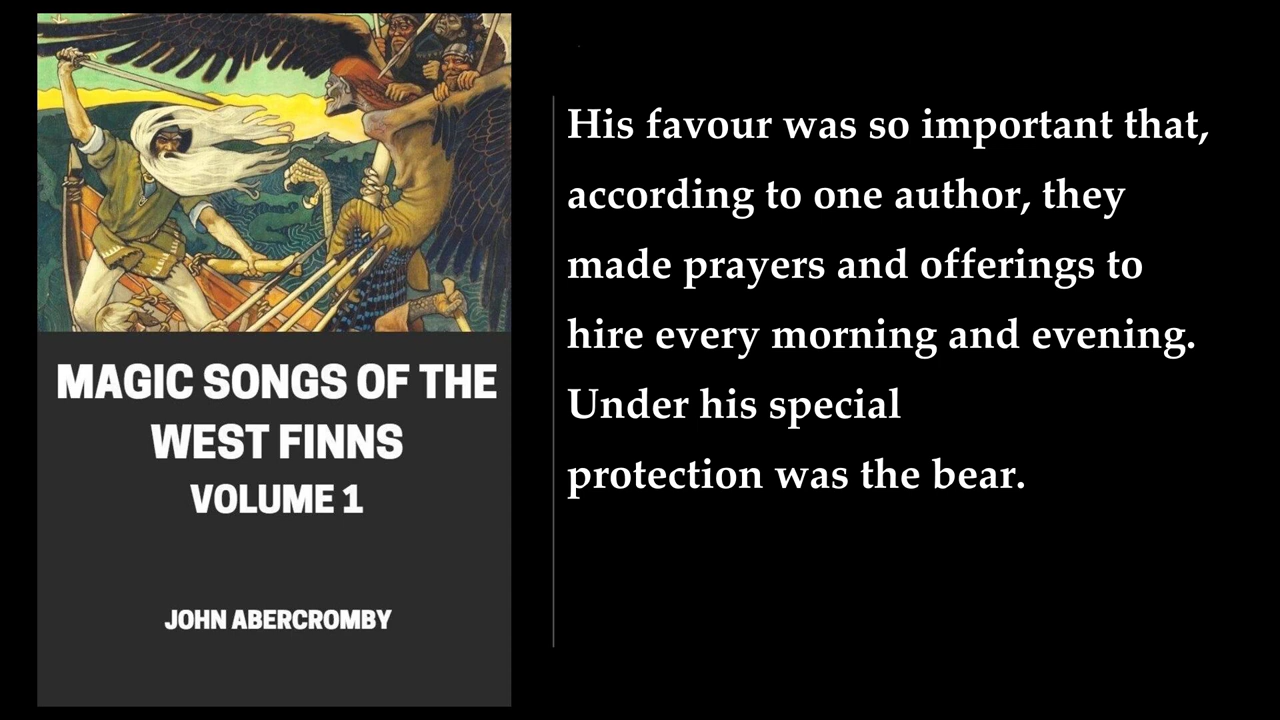 MAGIC SONGS OF THE
WEST FINNS
VOLUME 1
JOHN ABERCROMBY
His favour was so important that,
according to one author, they
made prayers and offerings to
hire every morning and evening.
Under his special
protection was the bear.